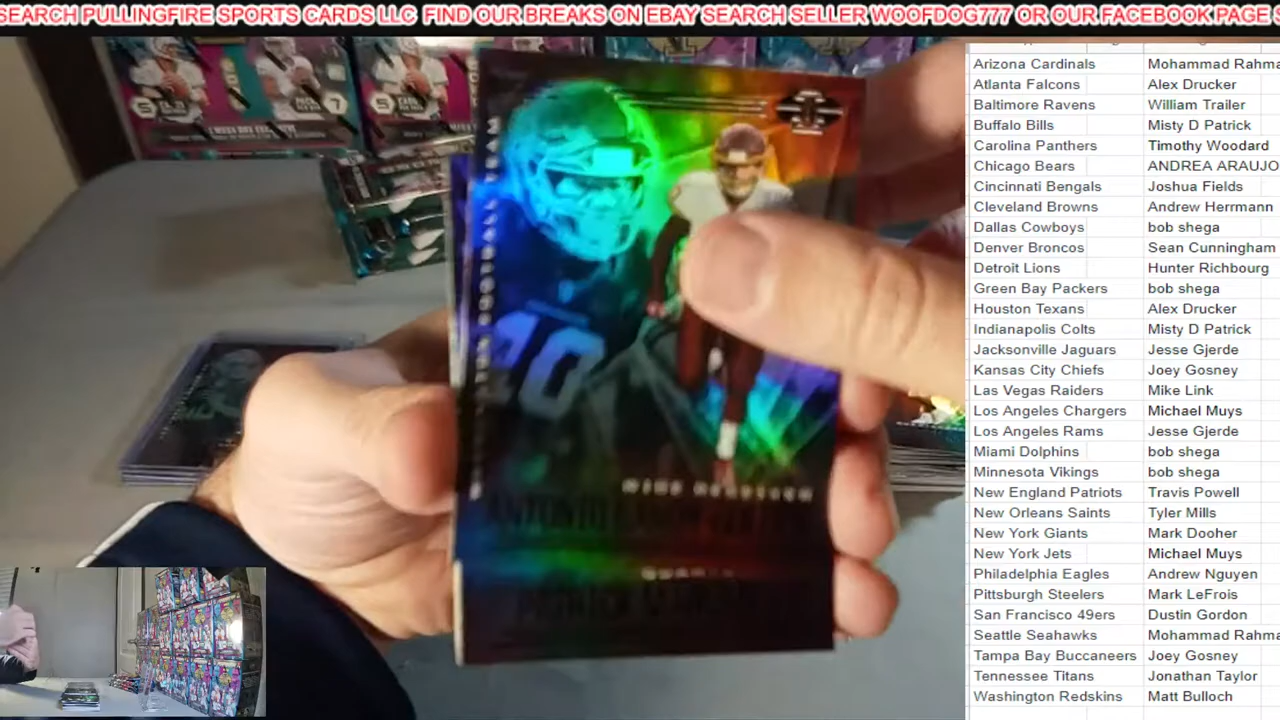 SEARCH PULLINGFIRE SPORTS CARDS LLC FIND OUR BREAKS ON EBAY SEARCH SELLER WOOFDOG777 OR OUR FACEBOOK PAGE
Arizona Cardinals Mohammad Rahma
Atlanta Falcons Alex Drucker
Baltimore Ravens William Trailer
Buffalo Bills Misty D Patrick
Carolina Panthers Timothy Woodard
Chicago Bears ANDREA ARAUJO
Cincinnati Bengals Joshua Fields
Cleveland Browns Andrew Herrmann
Dallas Cowboys bob shega
Denver Broncos Sean Cunningham
Detroit Lions Hunter Richbourg
Green Bay Packers bob shega
Houston Texans Alex Drucker
Indianapolis Colts Misty D Patrick
Jacksonville Jaguars Jesse Gjerde
Kansas City Chiefs Joey Gosney
Las Vegas Raiders Mike Link
Los Angeles Chargers Michael Muys
Los Angeles Rams Jesse Gjerde
Miami Dolphins bob shega
Minnesota Vikings bob shega
New England Patriots Travis Powell
New Orleans Saints Tyler Mills
New York Giants Mark Dooher
New York Jets Michael Muys
Philadelphia Eagles Andrew Nguyen
Pittsburgh Steelers Mark LeFrois
San Francisco 49ers Dustin Gordon
Seattle Seahawks Mohammad Rahma
Tampa Bay Buccaneers Joey Gosney
Tennessee Titans Jonathan Taylor
Washington Redskins Matt Bulloch
WIDE RECEIVER